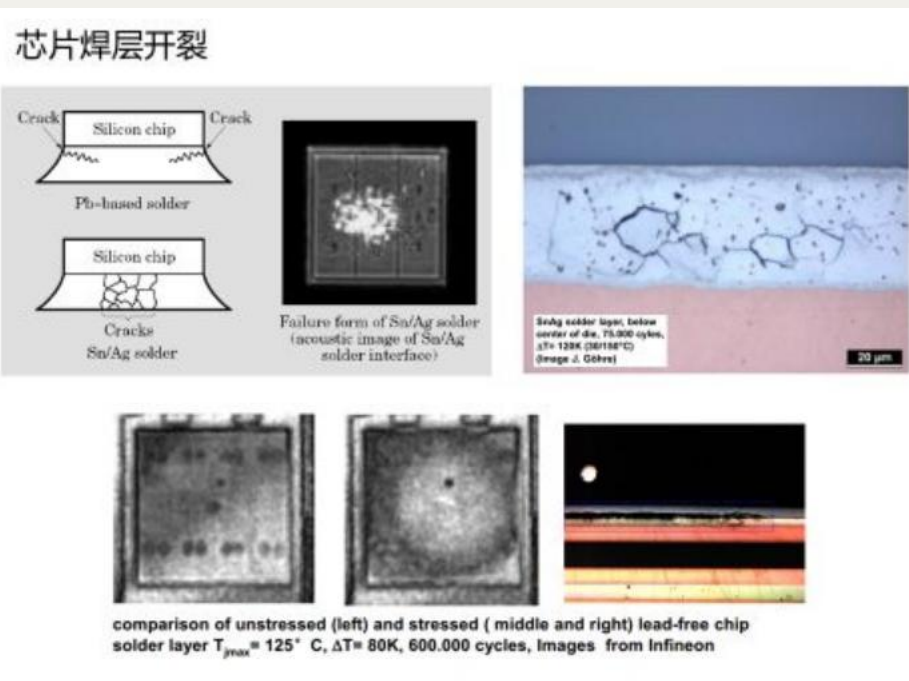 芯片焊层开裂
Crack
Crack
Silicon chip
Pb-based solder
Silicon chip
Cracks
Sn/Ag solder
Failure form of Sn/Ag solder
(acoustic image of Sn/Ag
solder interface)
SnAg solder layer, below
center of die, 75.000 cyles,
ΔT= 120K (30/150°C)
(Image J. Göhre)
20 µm
comparison of unstressed (left) and stressed ( middle and right) lead-free chip
solder layer Tjmax= 125° C, ΔT= 80K, 600.000 cycles, Images from Infineon